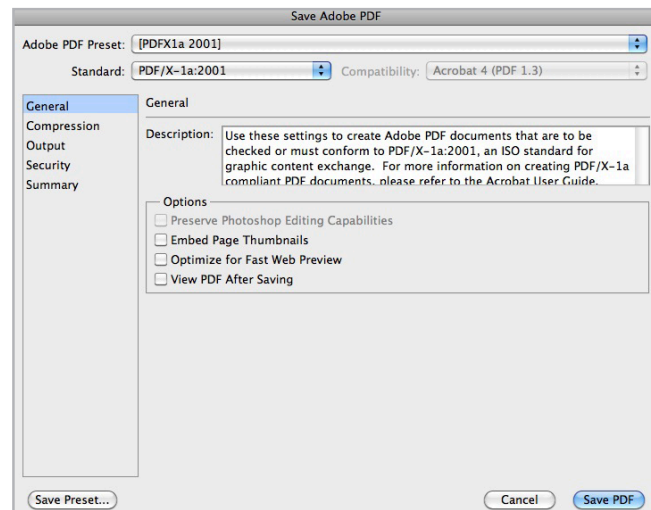 Save Adobe PDF
Adobe PDF Preset: [PDFX1a 2001]
Standard: PDF/X-1a:2001 Compatibility: Acrobat 4 (PDF 1.3)
General
Compression
Output
Security
Summary
General
Description: Use these settings to create Adobe PDF documents that are to be
checked or must conform to PDF/X-1a:2001, an ISO standard for
graphic content exchange. For more information on creating PDF/X-1a
compliant PDF documents, please refer to the Acrobat User Guide.
Options
Preserve Photoshop Editing Capabilities
Embed Page Thumbnails
Optimize for Fast Web Preview
View PDF After Saving
Save Preset... Cancel Save PDF